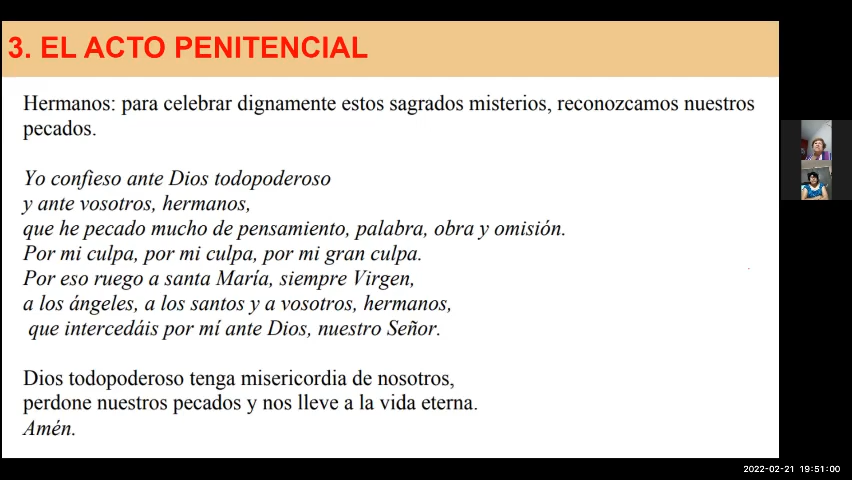 3. EL ACTO PENITENCIAL
Hermanos: para celebrar dignamente estos sagrados misterios, reconozcamos nuestros
pecados.
Yo confieso ante Dios todopoderoso
y ante vosotros, hermanos,
que he pecado mucho de pensamiento, palabra, obra y omisión.
Por mi culpa, por mi culpa, por mi gran culpa.
Por eso ruego a santa María, siempre Virgen,
a los ángeles, a los santos y a vosotros, hermanos,
que intercedáis por mí ante Dios, nuestro Señor.
Dios todopoderoso tenga misericordia de nosotros,
perdone nuestros pecados y nos lleve a la vida eterna.
Amén.
2022-02-21 19:51:00